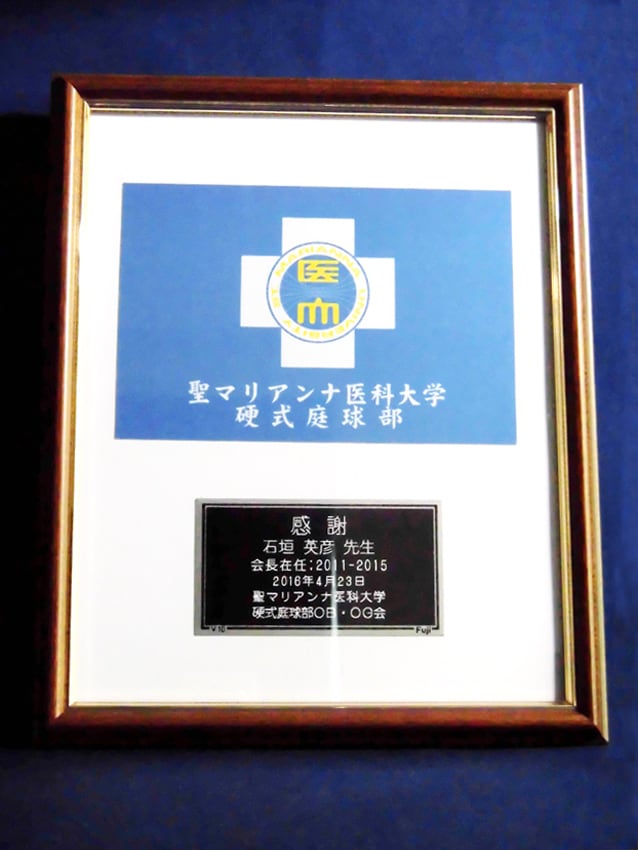 MARIANNA UNIVERSITY
医
大
聖マリアンナ医科大学
硬式庭球部
感謝
石垣 英彦 先生
会長在任;2011-2015
2016年4月23日
聖マリアンナ医科大学
硬式庭球部OB・OG会
Fuji